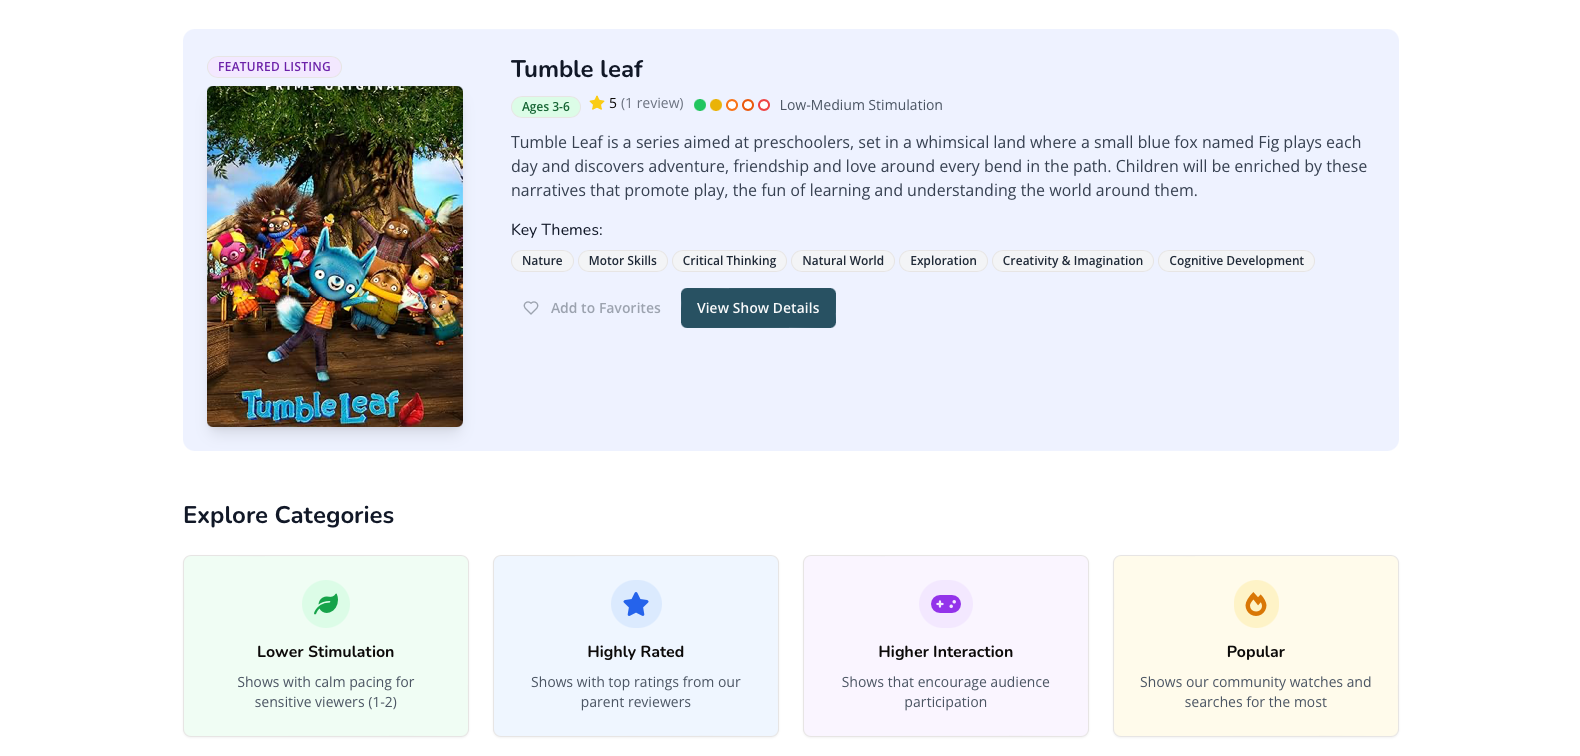 FEATURED LISTING
PRIME ORIGINAL
Tumble Leaf
Tumble leaf
Ages 3-6
5 (1 review)
Low-Medium Stimulation
Tumble Leaf is a series aimed at preschoolers, set in a whimsical land where a small blue fox named Fig plays each
day and discovers adventure, friendship and love around every bend in the path. Children will be enriched by these
narratives that promote play, the fun of learning and understanding the world around them.
Key Themes:
Nature
Motor Skills
Critical Thinking
Natural World
Exploration
Creativity & Imagination
Cognitive Development
Add to Favorites
View Show Details
Explore Categories
Lower Stimulation
Shows with calm pacing for
sensitive viewers (1-2)
Highly Rated
Shows with top ratings from our
parent reviewers
Higher Interaction
Shows that encourage audience
participation
Popular
Shows our community watches and
searches for the most